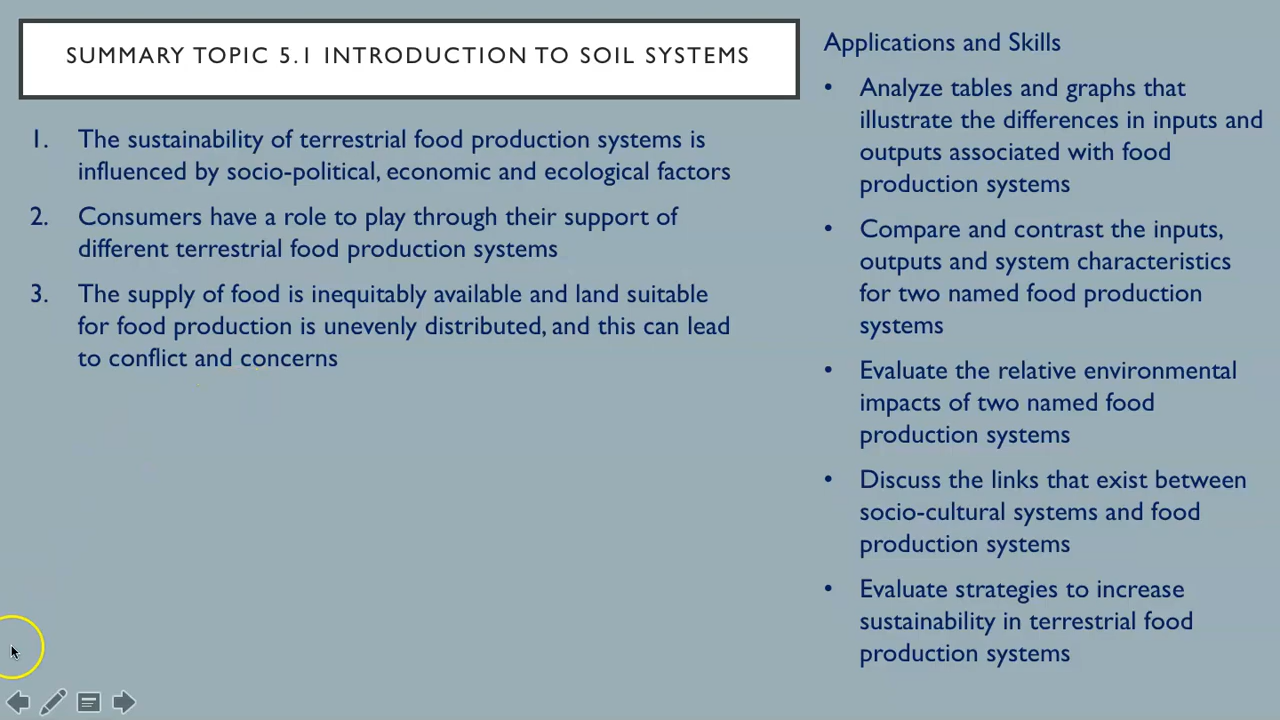 SUMMARY TOPIC 5.1 INTRODUCTION TO SOIL SYSTEMS
1. The sustainability of terrestrial food production systems is
influenced by socio-political, economic and ecological factors
2. Consumers have a role to play through their support of
different terrestrial food production systems
3. The supply of food is inequitably available and land suitable
for food production is unevenly distributed, and this can lead
to conflict and concerns
Applications and Skills
• Analyze tables and graphs that
illustrate the differences in inputs and
outputs associated with food
production systems
• Compare and contrast the inputs,
outputs and system characteristics
for two named food production
systems
• Evaluate the relative environmental
impacts of two named food
production systems
• Discuss the links that exist between
socio-cultural systems and food
production systems
• Evaluate strategies to increase
sustainability in terrestrial food
production systems